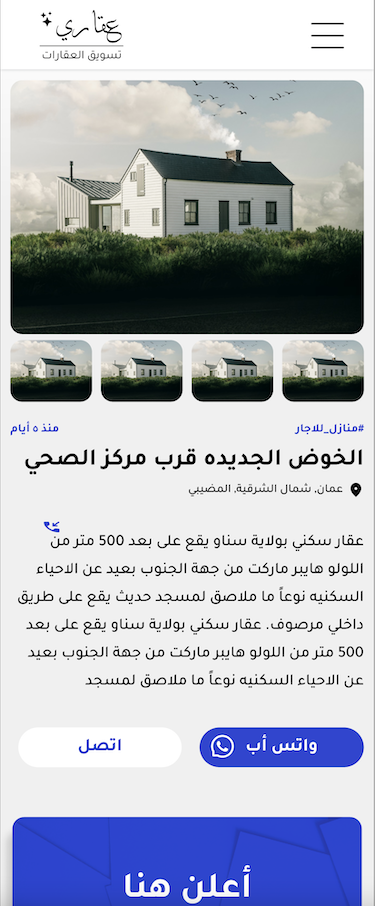 عقاري
تسويق العقارات
#منازل_للاجار
منذ ٥ أيام
الخوض الجديده قرب مركز الصحي
عمان, شمال الشرقية, المضيبي
عقار سكني بولاية سناو يقع على بعد 500 متر من
اللولو هايبر ماركت من جهة الجنوب بعيد عن الاحياء
السكنيه نوعاً ما ملاصق لمسجد حديث يقع على طريق
داخلي مرصوف. عقار سكني بولاية سناو يقع على بعد
500 متر من اللولو هايبر ماركت من جهة الجنوب بعيد
عن الاحياء السكنيه نوعاً ما ملاصق لمسجد
واتس أب
اتصل
أعلن هنا